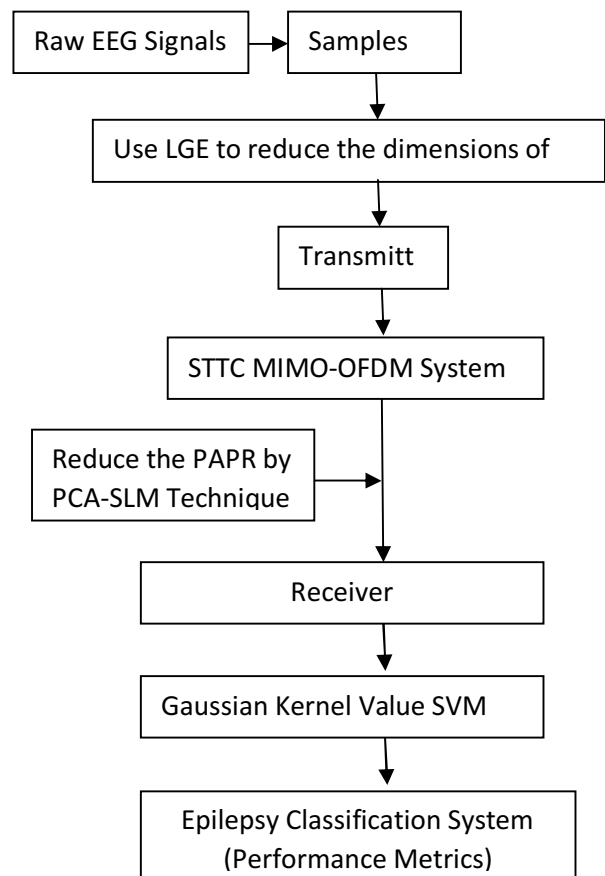 Raw EEG Signals
Samples
Use LGE to reduce the dimensions of
Transmitt
STTC MIMO-OFDM System
Reduce the PAPR by
PCA-SLM Technique
Receiver
Gaussian Kernel Value SVM
Epilepsy Classification System
(Performance Metrics)